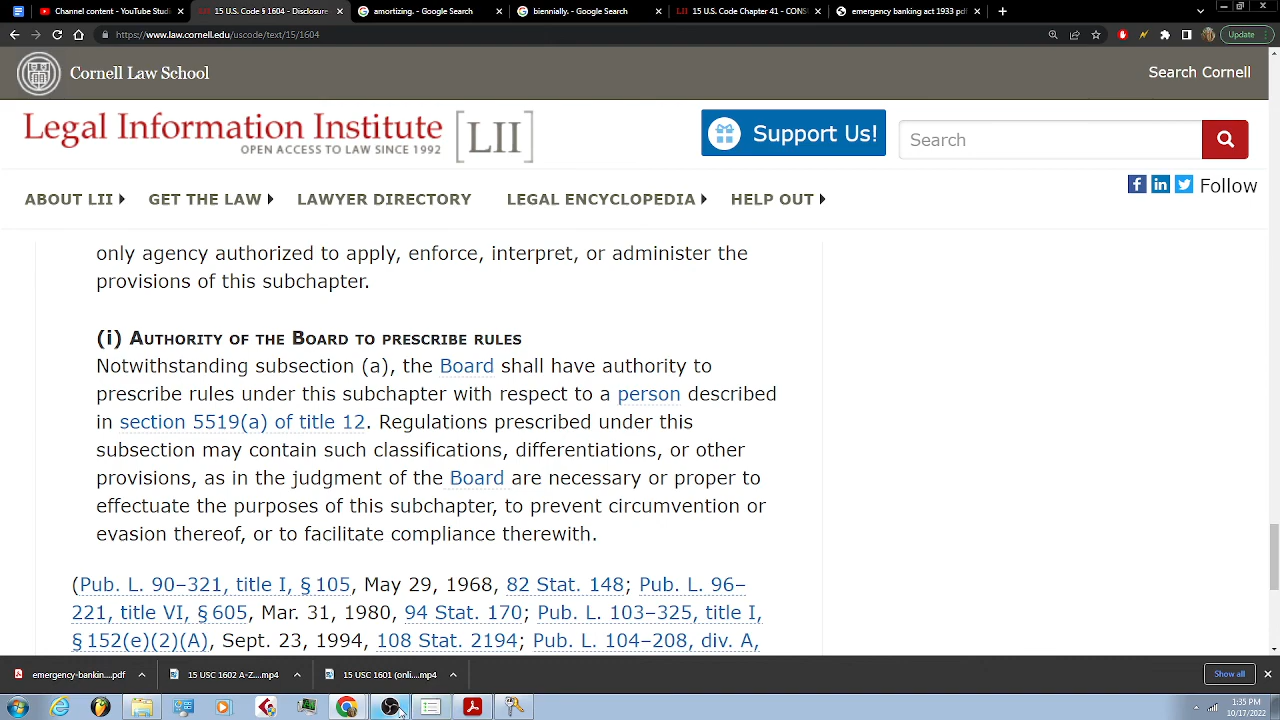 Channel content - YouTube Studi
15 U.S. Code § 1604 - Disclosure
amortizing. - Google Search
biennially. - Google Search
LII 15 U.S. Code Chapter 41 - CONS
emergency banking act 1933 pdf
https://www.law.cornell.edu/uscode/text/15/1604
Update
Cornell Law School
Search Cornell
Legal Information Institute [LII]
OPEN ACCESS TO LAW SINCE 1992
Support Us!
Search
ABOUT LII GET THE LAW LAWYER DIRECTORY LEGAL ENCYCLOPEDIA HELP OUT
Follow
only agency authorized to apply, enforce, interpret, or administer the
provisions of this subchapter.
(i) Authority of the Board to prescribe rules
Notwithstanding subsection (a), the Board shall have authority to
prescribe rules under this subchapter with respect to a person described
in section 5519(a) of title 12. Regulations prescribed under this
subsection may contain such classifications, differentiations, or other
provisions, as in the judgment of the Board are necessary or proper to
effectuate the purposes of this subchapter, to prevent circumvention or
evasion thereof, or to facilitate compliance therewith.
(Pub. L. 90–321, title I, § 105, May 29, 1968, 82 Stat. 148; Pub. L. 96–
221, title VI, § 605, Mar. 31, 1980, 94 Stat. 170; Pub. L. 103–325, title I,
§ 152(e)(2)(A), Sept. 23, 1994, 108 Stat. 2194; Pub. L. 104–208, div. A,
emergency-bankin....pdf
15 USC 1602 A-Z....mp4
15 USC 1601 (onli....mp4
Show all
1:35 PM
10/17/2022